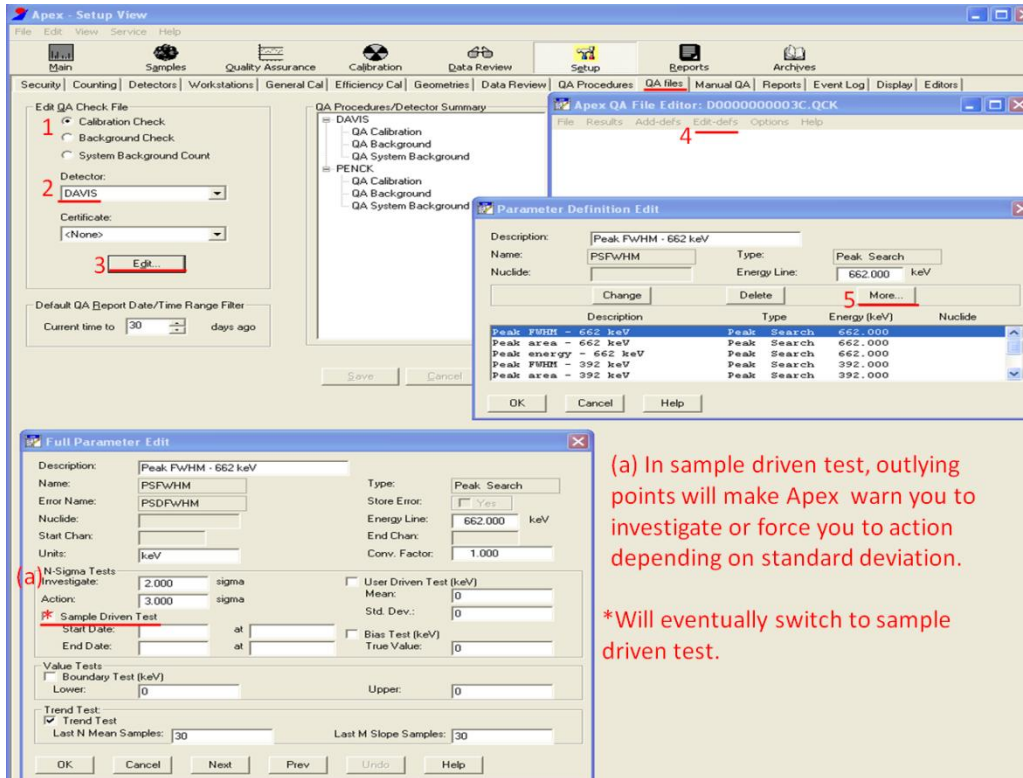 Apex - Setup View
File Edit View Service Help
Main Samples Quality Assurance Calibration Data Review Setup Reports Archives
Security Counting Detectors Workstations General Cal Efficiency Cal Geometries Data Review QA Procedures QA files Manual QA Reports Event Log Display Editors
Edit QA Check File
1 Calibration Check
Background Check
System Background Count
Detector:
2 DAVIS
Certificate:
<None>
3 Edit...
Default QA Report Date/Time Range Filter
Current time to 30 days ago
QA Procedures/Detector Summary
DAVIS
QA Calibration
QA Background
QA System Background
PENCK
QA Calibration
QA Background
QA System Background
Save Cancel
Apex QA File Editor: D0000000003C.QCK
File Results Add-defs Edit-defs Options Help
4
Parameter Definition Edit
Description: Peak FWHM - 662 keV
Name: PSFWHM Type: Peak Search
Nuclide: Energy Line: 662.000 keV
Change Delete 5 More...
Description Type Energy (keV) Nuclide
Peak FWHM - 662 keV Peak Search 662.000
Peak area - 662 keV Peak Search 662.000
Peak energy - 662 keV Peak Search 662.000
Peak FWHM - 392 keV Peak Search 392.000
Peak area - 392 keV Peak Search 392.000
OK Cancel Help
Full Parameter Edit
Description: Peak FWHM - 662 keV
Name: PSFWHM Type: Peak Search
Error Name: PSDFWHM Store Error: Yes
Nuclide: Energy Line: 662.000 keV
Start Chan: End Chan:
Units: keV Conv. Factor: 1.000
N-Sigma Tests
(a) Investigate: 2.000 sigma User Driven Test (keV)
Mean: 0
Action: 3.000 sigma
* Sample Driven Test Std. Dev.: 0
Start Date: at Bias Test (keV)
End Date: at True Value: 0
Value Tests
Boundary Test (keV)
Lower: 0 Upper: 0
Trend Test:
Trend Test
Last N Mean Samples: 30 Last M Slope Samples: 30
OK Cancel Next Prev Undo Help
(a) In sample driven test, outlying
points will make Apex warn you to
investigate or force you to action
depending on standard deviation.
*Will eventually switch to sample
driven test.